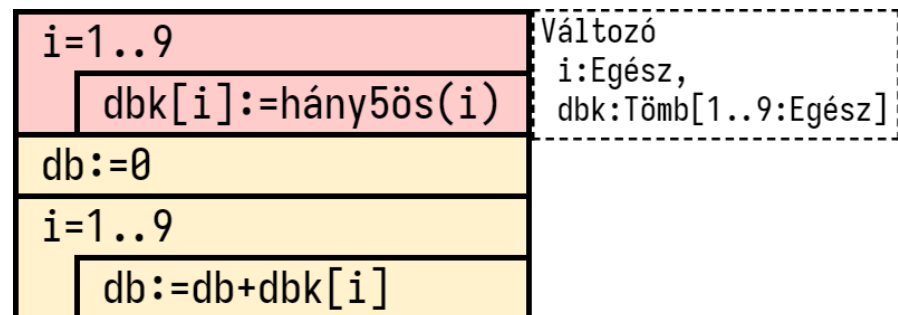 i=1..9
dbk[i]:=hány5ös(i)
db:=0
i=1..9
db:=db+dbk[i]
Változó
i:Egész,
dbk:Tömb[1..9:Egész]